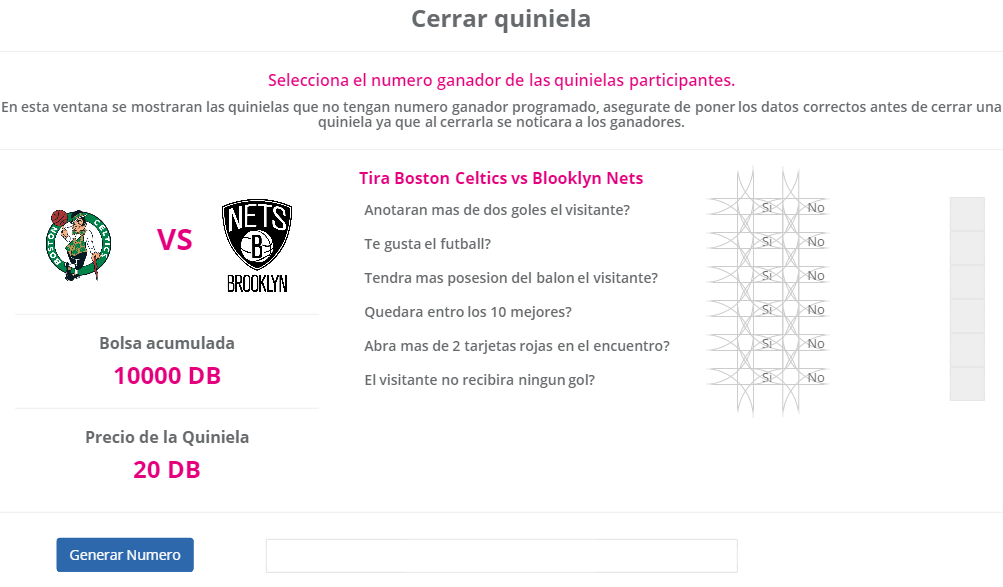 Cerrar quiniela
Selecciona el numero ganador de las quinielas participantes.
En esta ventana se mostraran las quinielas que no tengan numero ganador programado, asegurate de poner los datos correctos antes de cerrar una
quiniela ya que al cerrarla se noticara a los ganadores.
Tira Boston Celtics vs Blooklyn Nets
BOSTON CELTICS
VS
NETS
B
BROOKLYN
Anotaran mas de dos goles el visitante? Si No
Te gusta el futball? Si No
Tendra mas posesion del balon el visitante? Si No
Quedara entro los 10 mejores? Si No
Abra mas de 2 tarjetas rojas en el encuentro? Si No
El visitante no recibira ningun gol? Si No
Bolsa acumulada
10000 DB
Precio de la Quiniela
20 DB
Generar Numero